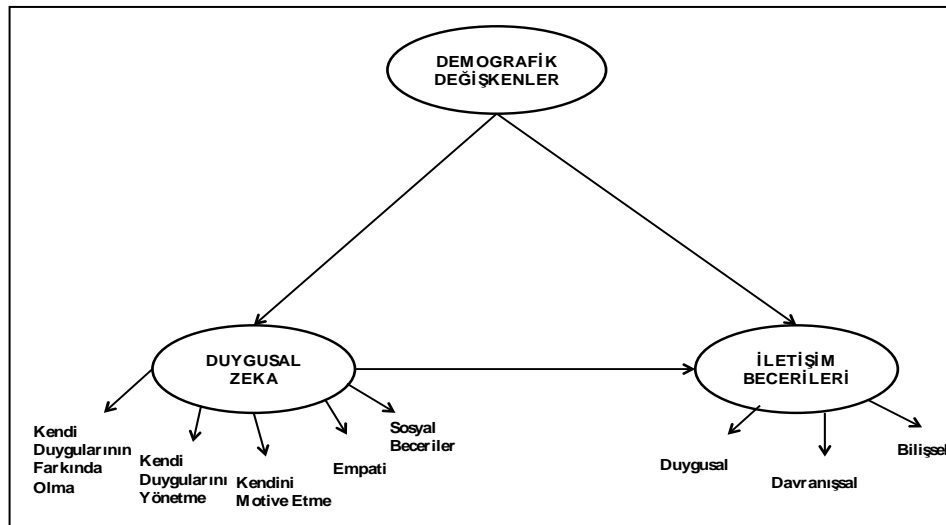 DEMOGRAFİK
DEĞİŞKENLER
DUYGUSAL
ZEKA
İLETİŞİM
BECERİLERİ
Kendi
Duygularının
Farkında
Olma
Kendi
Duygularını
Yönetme
Kendini
Motive Etme
Empati
Sosyal
Beceriler
Duygusal
Davranışsal
Bilişsel